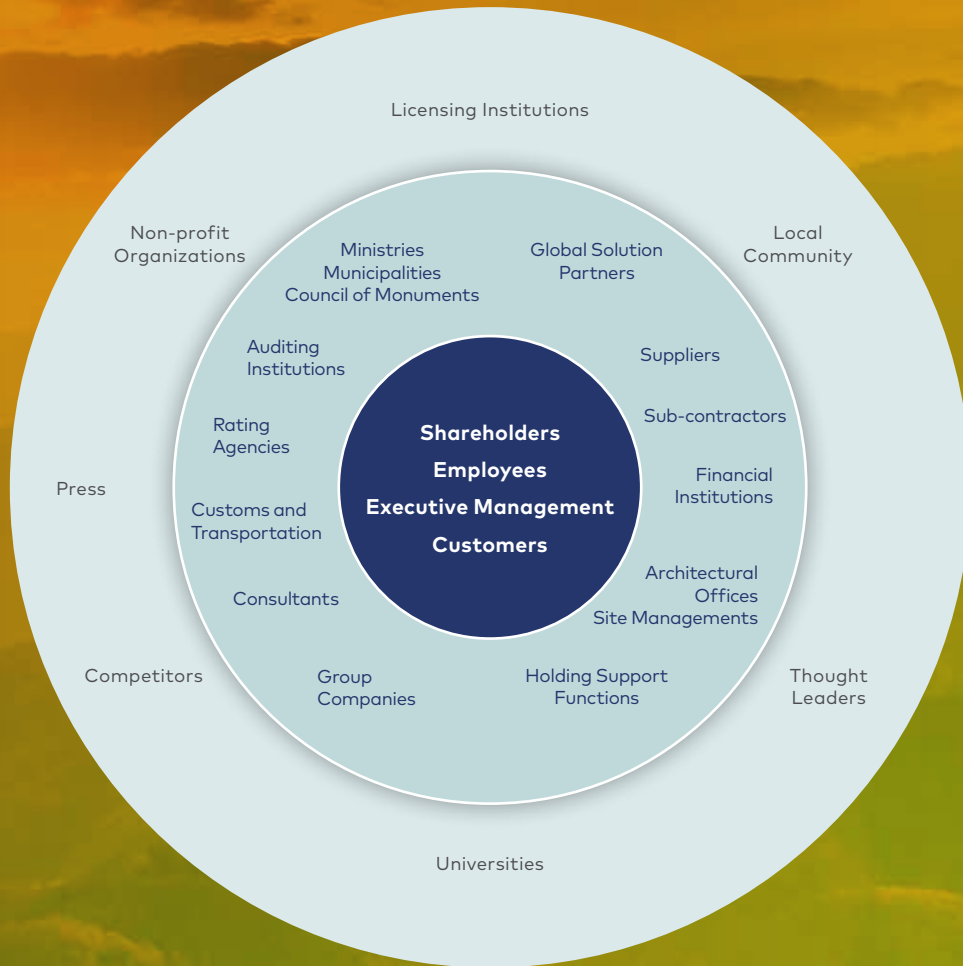 Licensing Institutions
Non-profit
Organizations
Local
Community
Ministries
Municipalities
Council of Monuments
Global Solution
Partners
Auditing
Institutions
Suppliers
Rating
Agencies
Sub-contractors
Shareholders
Employees
Executive Management
Customers
Press
Financial
Institutions
Customs and
Transportation
Architectural
Offices
Site Managements
Consultants
Competitors
Group
Companies
Holding Support
Functions
Thought
Leaders
Universities